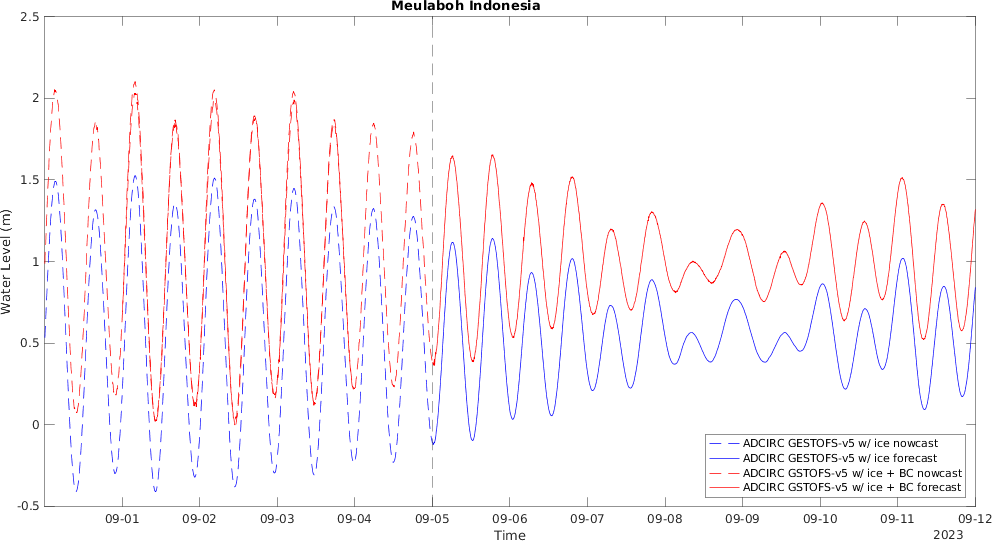 Meulaboh Indonesia
2.5
2
1.5
1
0.5
0
-0.5
Water Level (m)
09-01
09-02
09-03
09-04
09-05
09-06
09-07
09-08
09-09
09-10
09-11
09-12
Time
2023
ADCIRC GESTOFS-v5 w/ ice nowcast
ADCIRC GESTOFS-v5 w/ ice forecast
ADCIRC GSTOFS-v5 w/ ice + BC nowcast
ADCIRC GSTOFS-v5 w/ ice + BC forecast